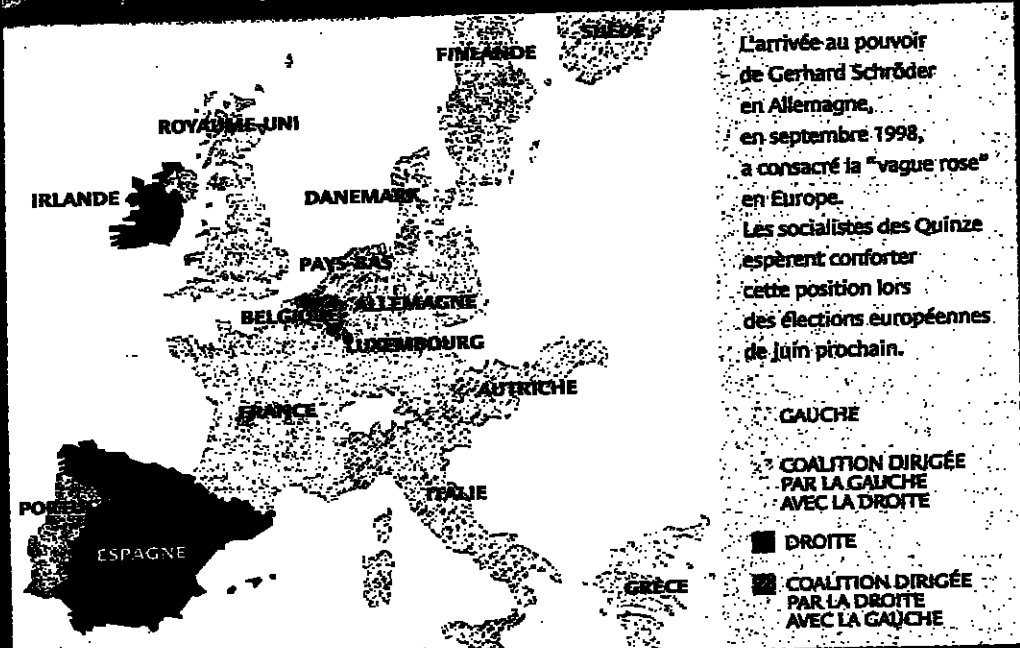 SUÈDE
FINLANDE
ROYAUME-UNI
IRLANDE
DANEMARK
PAYS-BAS
ALLEMAGNE
BELGIQUE
LUXEMBOURG
AUTRICHE
FRANCE
ITALIE
ESPAGNE
GRÈCE
L'arrivée au pouvoir
de Gerhard Schröder
en Allemagne,
en septembre 1998,
a consacré la "vague rose"
en Europe.
Les socialistes des Quinze
espèrent conforter
cette position lors
des élections européennes
de juin prochain.
GAUCHE
COALITION DIRIGÉE
PAR LA GAUCHE
AVEC LA DROITE
DROITE
COALITION DIRIGÉE
PAR LA DROITE
AVEC LA GAUCHE